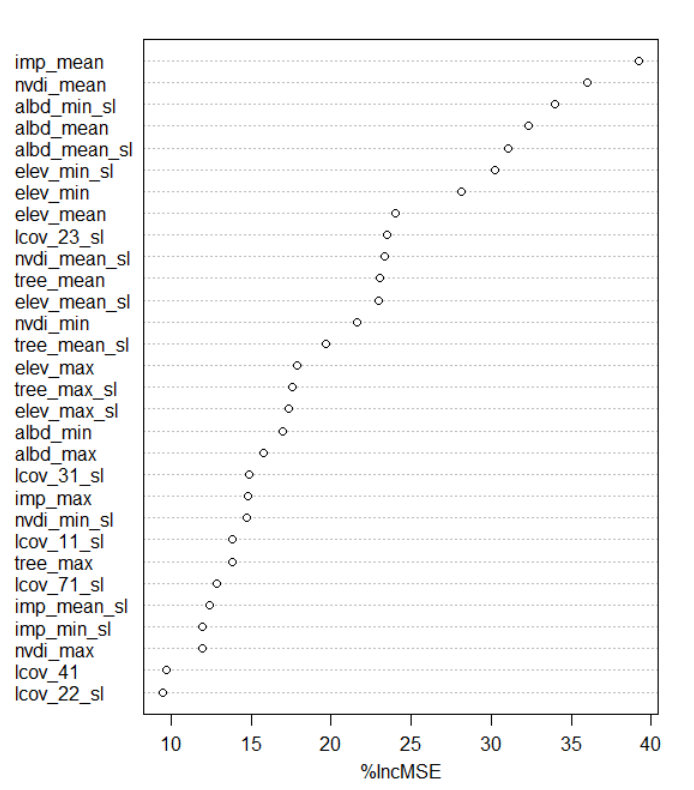 imp_mean
nvdi_mean
albd_min_sl
albd_mean
albd_mean_sl
elev_min_sl
elev_min
elev_mean
lcov_23_sl
nvdi_mean_sl
tree_mean
elev_mean_sl
nvdi_min
tree_mean_sl
elev_max
tree_max_sl
elev_max_sl
albd_min
albd_max
lcov_31_sl
imp_max
nvdi_min_sl
lcov_11_sl
tree_max
lcov_71_sl
imp_mean_sl
imp_min_sl
nvdi_max
lcov_41
lcov_22_sl
10 15 20 25 30 35 40
%IncMSE